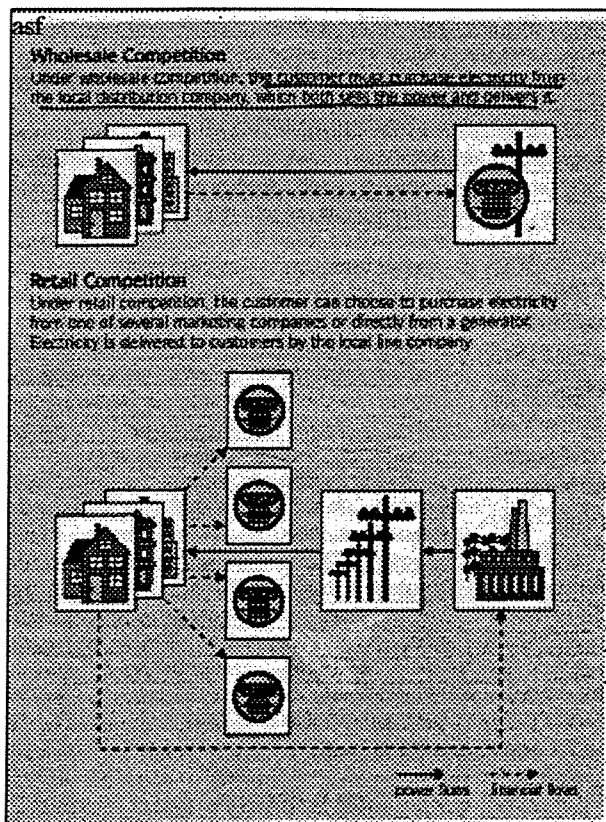 asf
Wholesale Competition
Under wholesale competition, the customer must purchase electricity from
the local distribution company, which both sells the power and delivers it.
Retail Competition
Under retail competition, the customer can choose to purchase electricity
from one of several marketing companies or directly from a generator.
Electricity is delivered to customers by the local line company.
power flows financial flows